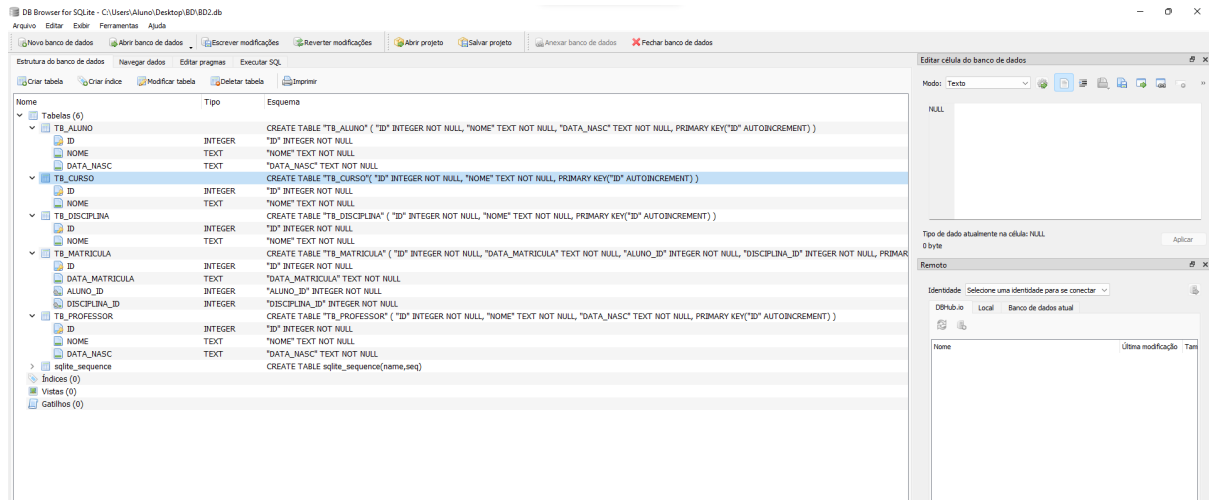 DB Browser for SQLite - C:\Users\Aluno\Desktop\BD\BD2.db
Arquivo Editar Exibir Ferramentas Ajuda
Novo banco de dados Abrir banco de dados Escrever modificações Reverter modificações Abrir projeto Salvar projeto Anexar banco de dados Fechar banco de dados
Estrutura do banco de dados Navegar dados Editar pragmas Executar SQL
Criar tabela Criar índice Modificar tabela Deletar tabela Imprimir
Nome Tipo Esquema
Tabelas (6)
TB_ALUNO CREATE TABLE "TB_ALUNO" ( "ID" INTEGER NOT NULL, "NOME" TEXT NOT NULL, "DATA_NASC" TEXT NOT NULL, PRIMARY KEY("ID" AUTOINCREMENT) )
ID INTEGER "ID" INTEGER NOT NULL
NOME TEXT "NOME" TEXT NOT NULL
DATA_NASC TEXT "DATA_NASC" TEXT NOT NULL
TB_CURSO CREATE TABLE "TB_CURSO"( "ID" INTEGER NOT NULL, "NOME" TEXT NOT NULL, PRIMARY KEY("ID" AUTOINCREMENT) )
ID INTEGER "ID" INTEGER NOT NULL
NOME TEXT "NOME" TEXT NOT NULL
TB_DISCIPLINA CREATE TABLE "TB_DISCIPLINA" ( "ID" INTEGER NOT NULL, "NOME" TEXT NOT NULL, PRIMARY KEY("ID" AUTOINCREMENT) )
ID INTEGER "ID" INTEGER NOT NULL
NOME TEXT "NOME" TEXT NOT NULL
TB_MATRICULA CREATE TABLE "TB_MATRICULA" ( "ID" INTEGER NOT NULL, "DATA_MATRICULA" TEXT NOT NULL, "ALUNO_ID" INTEGER NOT NULL, "DISCIPLINA_ID" INTEGER NOT NULL, PRIMAR
ID INTEGER "ID" INTEGER NOT NULL
DATA_MATRICULA TEXT "DATA_MATRICULA" TEXT NOT NULL
ALUNO_ID INTEGER "ALUNO_ID" INTEGER NOT NULL
DISCIPLINA_ID INTEGER "DISCIPLINA_ID" INTEGER NOT NULL
TB_PROFESSOR CREATE TABLE "TB_PROFESSOR" ( "ID" INTEGER NOT NULL, "NOME" TEXT NOT NULL, "DATA_NASC" TEXT NOT NULL, PRIMARY KEY("ID" AUTOINCREMENT) )
ID INTEGER "ID" INTEGER NOT NULL
NOME TEXT "NOME" TEXT NOT NULL
DATA_NASC TEXT "DATA_NASC" TEXT NOT NULL
sqlite_sequence CREATE TABLE sqlite_sequence(name,seq)
Índices (0)
Vistas (0)
Gatilhos (0)
Editar célula do banco de dados
Modo: Texto
NULL
Tipo de dado atualmente na célula: NULL
0 byte
Aplicar
Remoto
Identidade Selecione uma identidade para se conectar
DBHub.io Local Banco de dados atual
Nome Última modificação Tam